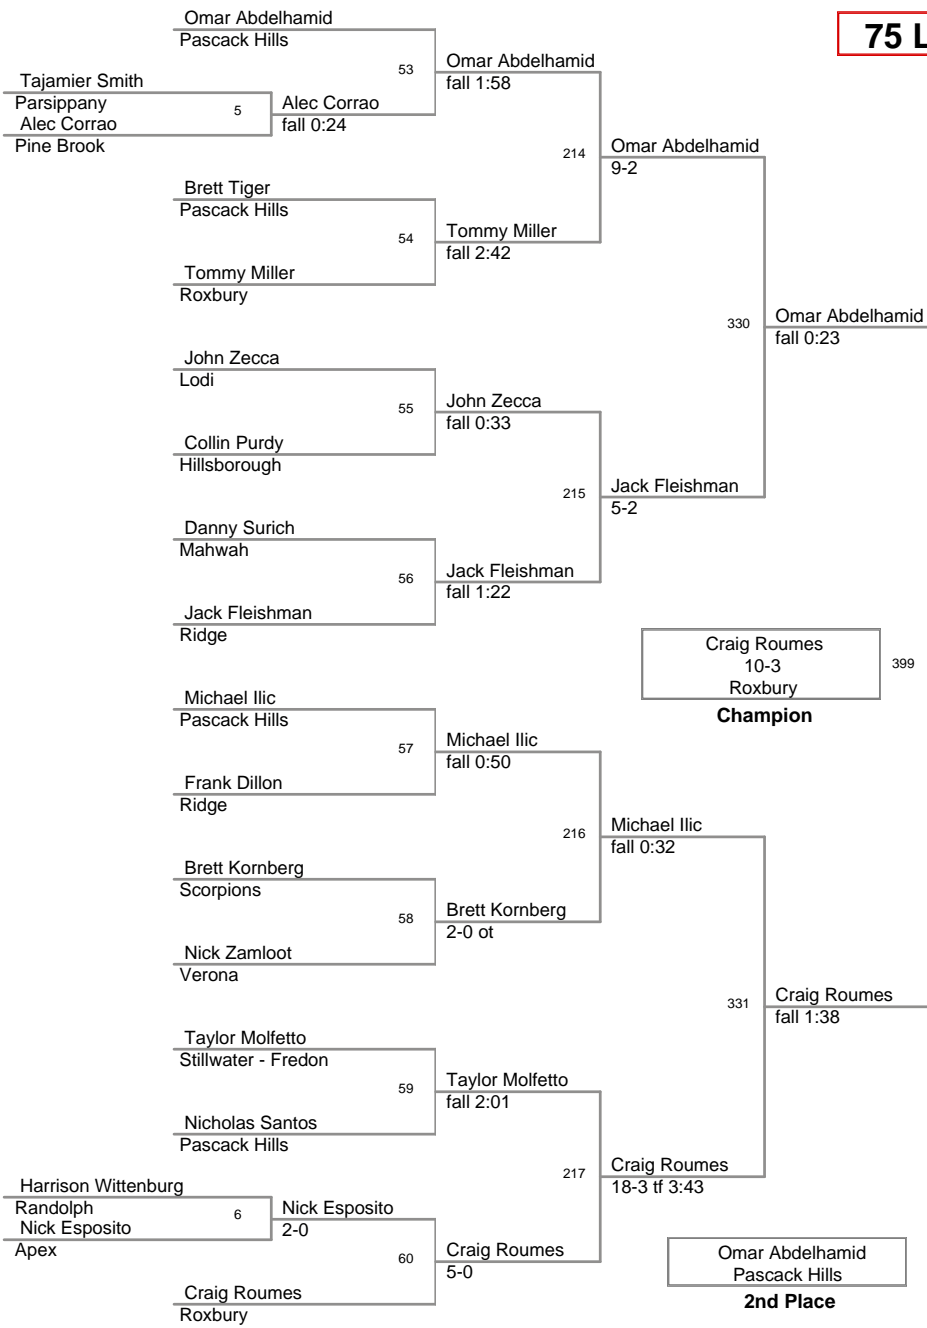 Omar Abdelhamid
Pascack Hills
75 L
53
Omar Abdelhamid
fall 1:58
Tajamier Smith
Parsippany
5
Alec Corrao
fall 0:24
Alec Corrao
Pine Brook
214
Omar Abdelhamid
9-2
Brett Tiger
Pascack Hills
54
Tommy Miller
fall 2:42
Tommy Miller
Roxbury
330
Omar Abdelhamid
fall 0:23
John Zecca
Lodi
55
John Zecca
fall 0:33
Collin Purdy
Hillsborough
215
Jack Fleishman
5-2
Danny Surich
Mahwah
56
Jack Fleishman
fall 1:22
Jack Fleishman
Ridge
Craig Roumes
10-3
Roxbury
399
Champion
Michael Ilic
Pascack Hills
57
Michael Ilic
fall 0:50
Frank Dillon
Ridge
216
Michael Ilic
fall 0:32
Brett Kornberg
Scorpions
58
Brett Kornberg
2-0 ot
Nick Zamloot
Verona
331
Craig Roumes
fall 1:38
Taylor Molfetto
Stillwater - Fredon
59
Taylor Molfetto
fall 2:01
Nicholas Santos
Pascack Hills
217
Craig Roumes
18-3 tf 3:43
Harrison Wittenburg
Randolph
6
Nick Esposito
2-0
Nick Esposito
Apex
60
Craig Roumes
5-0
Craig Roumes
Roxbury
Omar Abdelhamid
Pascack Hills
2nd Place